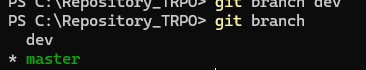 PS C:\Repository_TRPO> git branch dev
PS C:\Repository_TRPO> git branch
  dev
* master